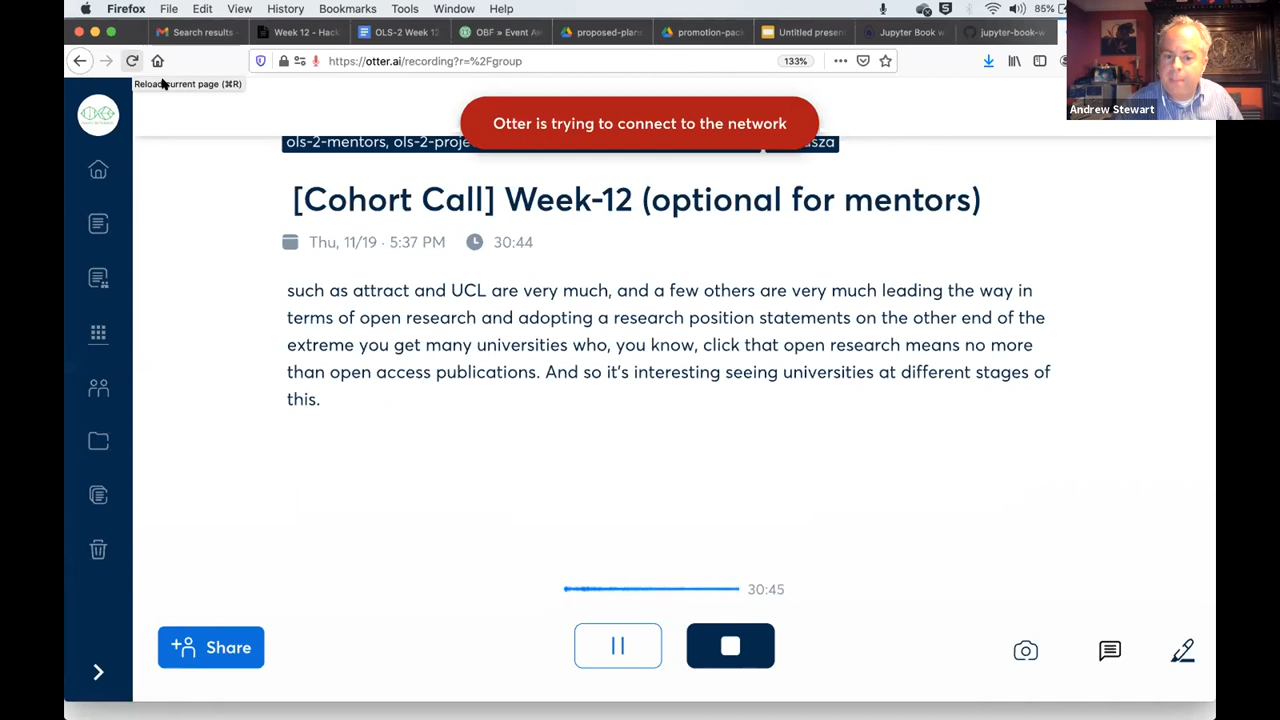 Firefox File Edit View History Bookmarks Tools Window Help 85%
Search results - Week 12 - Hack OLS-2 Week 12 OBF » Event Aw proposed-plan promotion-pack Untitled present Jupyter Book w jupyter-book-w
https://otter.ai/recording?r=%2Fgroup 133%
Reload current page (⌘R)
Andrew Stewart
Otter is trying to connect to the network
ols-2-mentors, ols-2-proje
[Cohort Call] Week-12 (optional for mentors)
Thu, 11/19 · 5:37 PM 30:44
such as attract and UCL are very much, and a few others are very much leading the way in
terms of open research and adopting a research position statements on the other end of the
extreme you get many universities who, you know, click that open research means no more
than open access publications. And so it's interesting seeing universities at different stages of
this.
30:45
Share